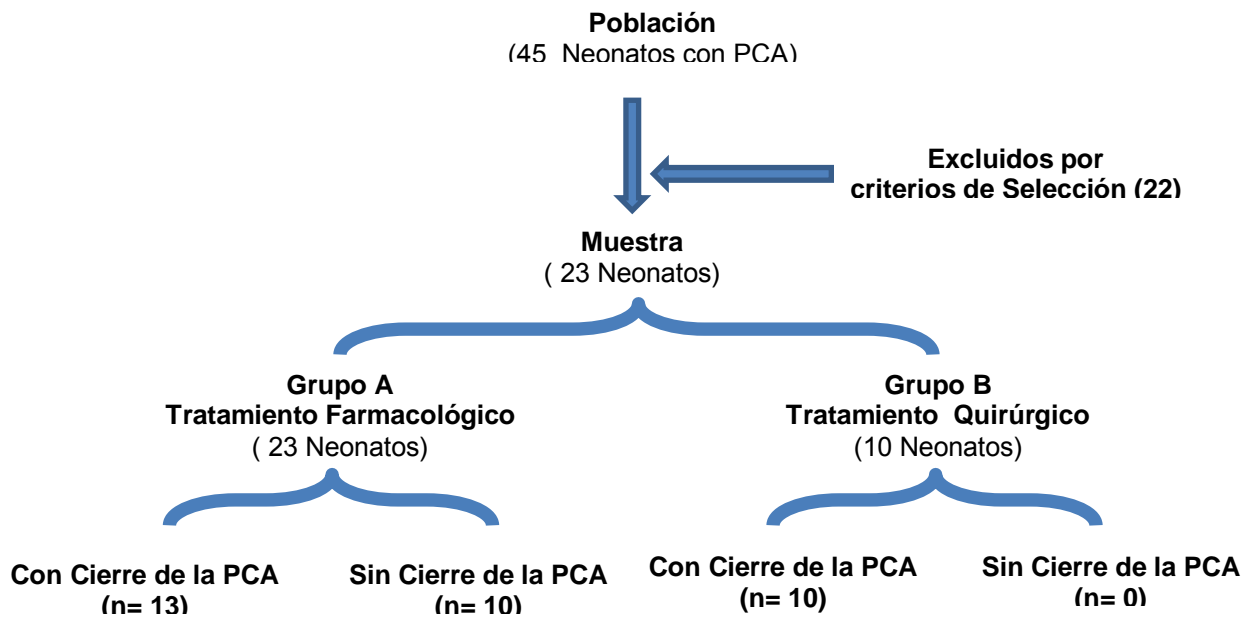 Población
(45 Neonatos con PCA)
Excluidos por
criterios de Selección (22)
Muestra
( 23 Neonatos)
Grupo A
Tratamiento Farmacológico
( 23 Neonatos)
Grupo B
Tratamiento Quirúrgico
(10 Neonatos)
Con Cierre de la PCA
(n= 13)
Sin Cierre de la PCA
(n= 10)
Con Cierre de la PCA
(n= 10)
Sin Cierre de la PCA
(n= 0)